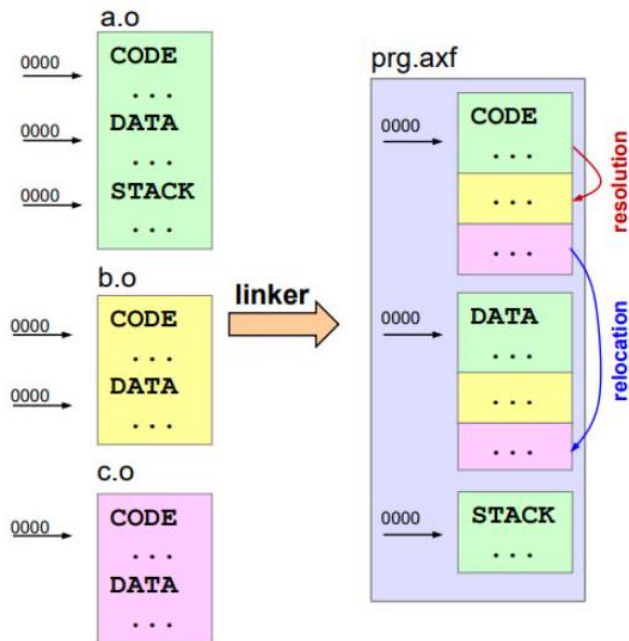 a.o
0000
CODE
...
0000
DATA
...
0000
STACK
...
b.o
0000
CODE
...
0000
DATA
...
c.o
0000
CODE
...
DATA
...
linker
prg.axf
0000
CODE
...
...
...
0000
DATA
...
...
...
0000
STACK
...
resolution
relocation